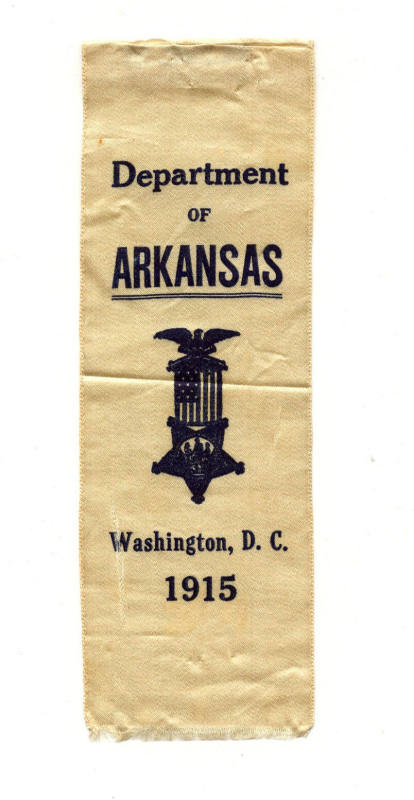 Department
OF
ARKANSAS
Washington, D. C.
1915